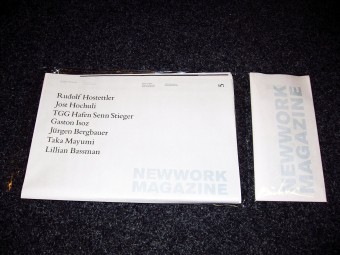 5
Rudolf Hostettler
Jost Hochuli
TGG Hafen Senn Stieger
Gaston Isoz
Jürgen Bergbauer
Taka Mayumi
Lillian Bassman
NEWWORK
MAGAZINE
NEWWORK
MAGAZINE